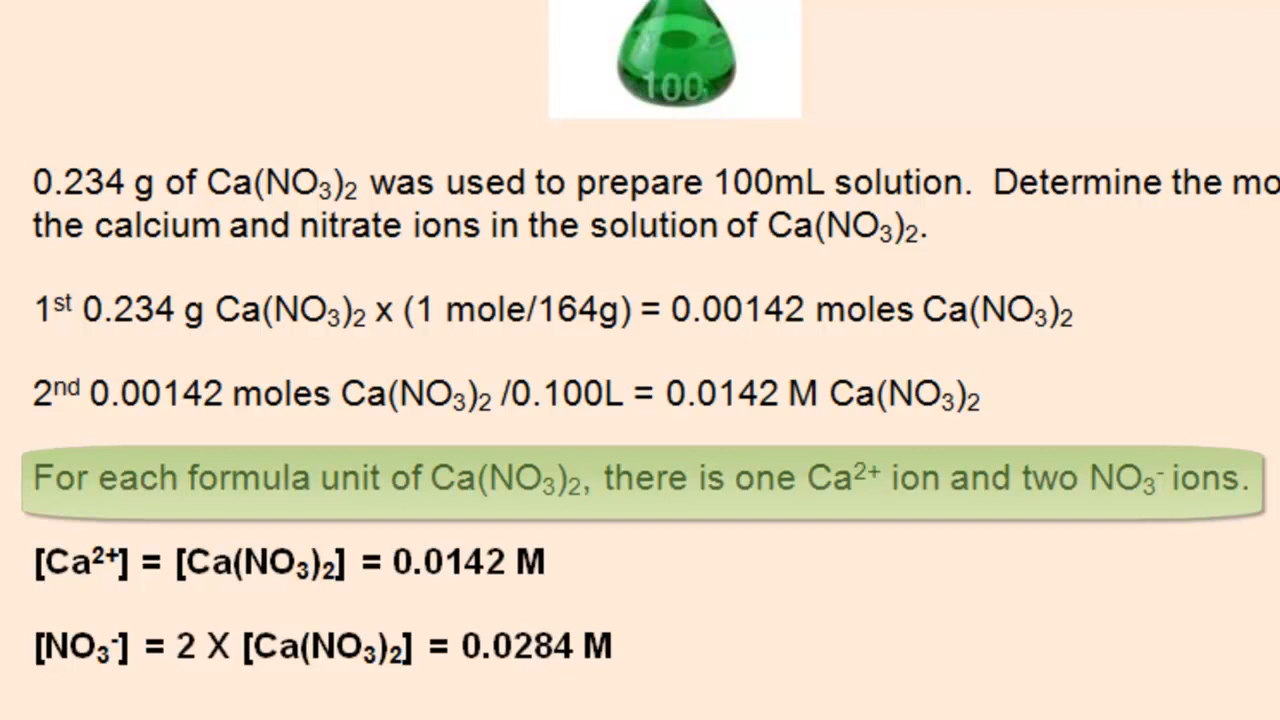 100
0.234 g of Ca(NO₃)₂ was used to prepare 100mL solution. Determine the
the calcium and nitrate ions in the solution of Ca(NO₃)₂.
1ˢᵗ 0.234 g Ca(NO₃)₂ x (1 mole/164g) = 0.00142 moles Ca(NO₃)₂
2ⁿᵈ 0.00142 moles Ca(NO₃)₂ /0.100L = 0.0142 M Ca(NO₃)₂
For each formula unit of Ca(NO₃)₂, there is one Ca²⁺ ion and two NO₃⁻ ions.
[Ca²⁺] = [Ca(NO₃)₂] = 0.0142 M
[NO₃⁻] = 2 X [Ca(NO₃)₂] = 0.0284 M